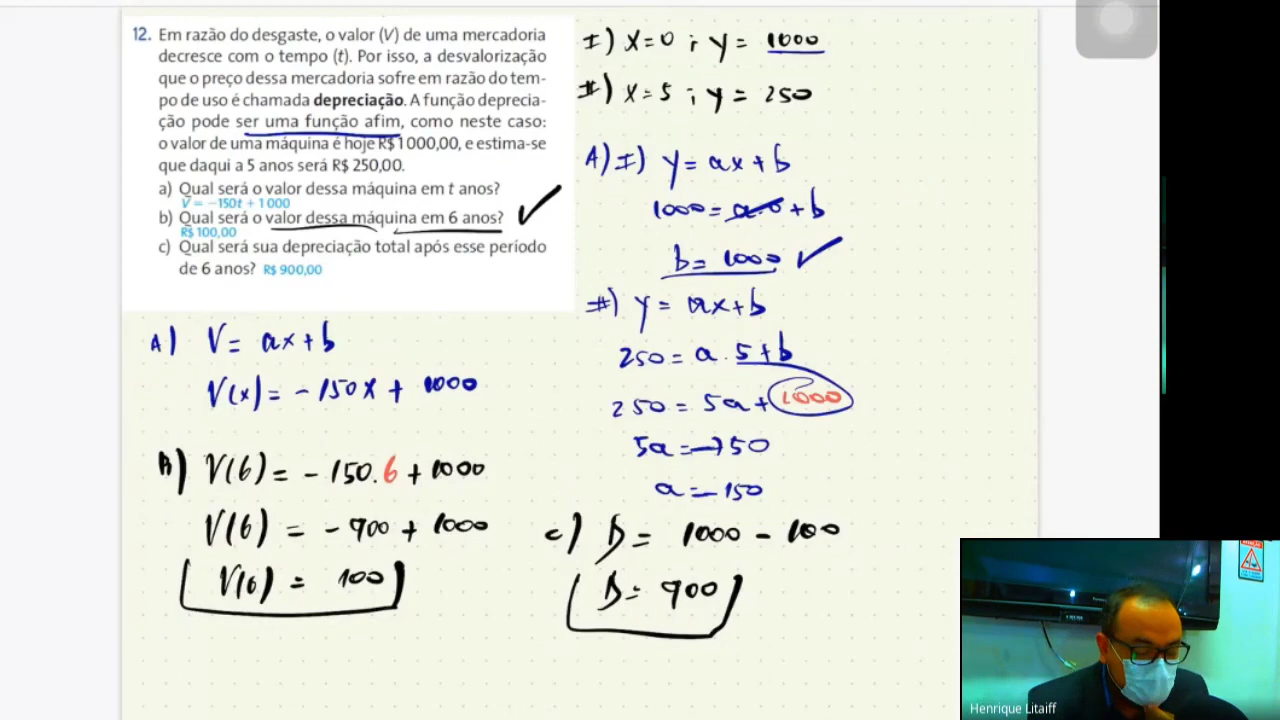 12. Em razão do desgaste, o valor (V) de uma mercadoria
decresce com o tempo (t). Por isso, a desvalorização
que o preço dessa mercadoria sofre em razão do tem-
po de uso é chamada depreciação. A função deprecia-
ção pode ser uma função afim, como neste caso:
o valor de uma máquina é hoje R$ 1 000,00, e estima-se
que daqui a 5 anos será R$ 250,00.
a) Qual será o valor dessa máquina em t anos?
V = –150t + 1 000
b) Qual será o valor dessa máquina em 6 anos?
R$ 100,00
c) Qual será sua depreciação total após esse período
de 6 anos? R$ 900,00
A) V = ax + b
V(x) = - 150x + 1000
B) V(6) = - 150.6 + 1000
V(6) = - 900 + 1000
V(6) = 100
I) x = 0 ; y = 1000
II) x = 5 ; y = 250
A) I) y = ax + b
1000 = a.0 + b
b = 1000
II) y = ax + b
250 = a . 5 + b
250 = 5a + 1000
5a = -750
a = - 150
c) D = 1000 - 100
D = 900
Henrique Litaiff